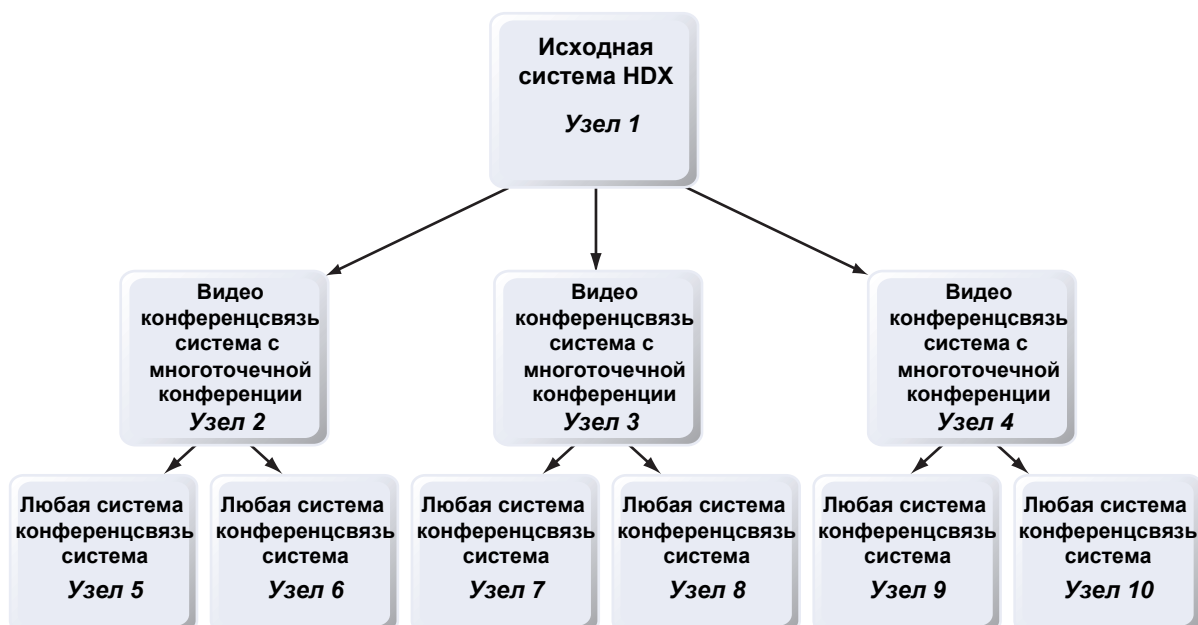 Исходная
система HDX
Узел 1
Видео
конференцсвязь
система с
многоточечной
конференции
Узел 2
Видео
конференцсвязь
система с
многоточечной
конференции
Узел 3
Видео
конференцсвязь
система с
многоточечной
конференции
Узел 4
Любая система
конференцсвязь
система
Узел 5
Любая система
конференцсвязь
система
Узел 6
Любая система
конференцсвязь
система
Узел 7
Любая система
конференцсвязь
система
Узел 8
Любая система
конференцсвязь
система
Узел 9
Любая система
конференцсвязь
система
Узел 10